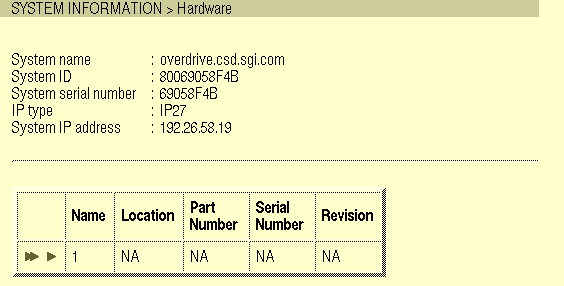 SYSTEM INFORMATION > Hardware
System name : overdrive.csd.sgi.com
System ID : 80069058F4B
System serial number : 69058F4B
IP type : IP27
System IP address : 192.26.58.19
Name Location Part Number Serial Number Revision
1 NA NA NA NA